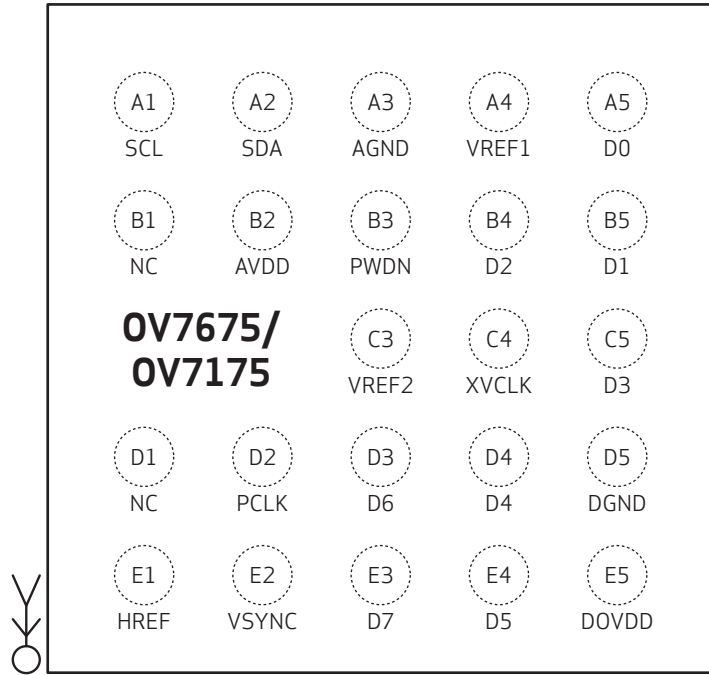 A1 A2 A3 A4 A5
SCL SDA AGND VREF1 D0
B1 B2 B3 B4 B5
NC AVDD PWDN D2 D1
OV7675/
OV7175
C3 C4 C5
VREF2 XVCLK D3
D1 D2 D3 D4 D5
NC PCLK D6 D4 DGND
E1 E2 E3 E4 E5
HREF VSYNC D7 D5 DOVDD